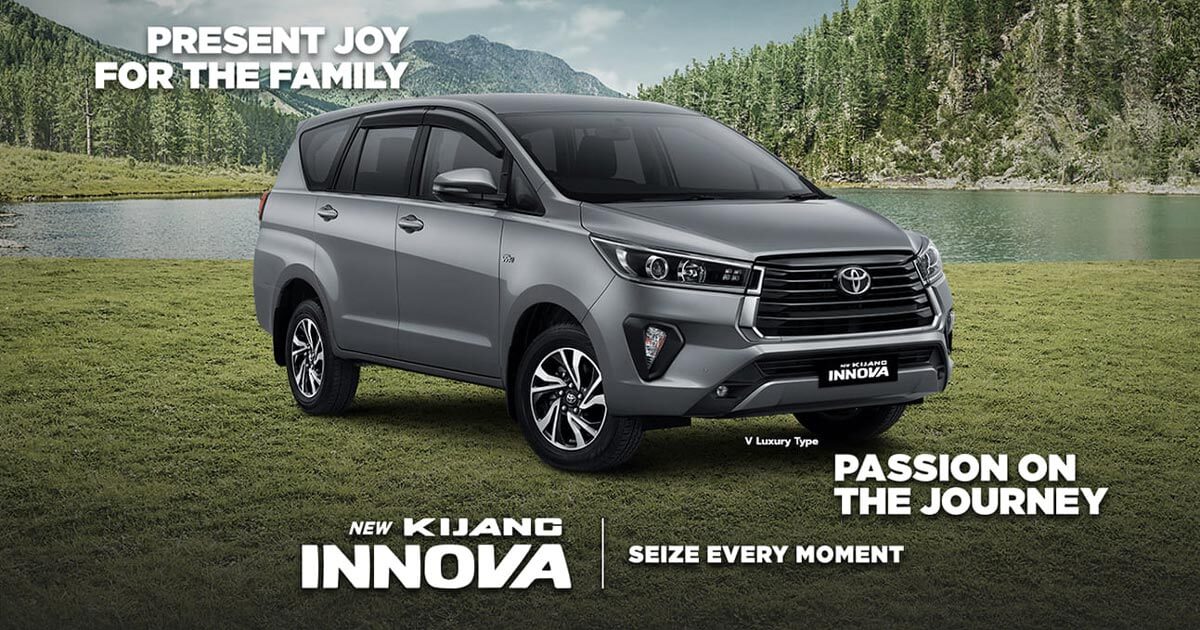 PRESENT JOY
FOR THE FAMILY
NEW KIJANG
INNOVA
V Luxury Type
PASSION ON
THE JOURNEY
NEW KIJANG
INNOVA
SEIZE EVERY MOMENT